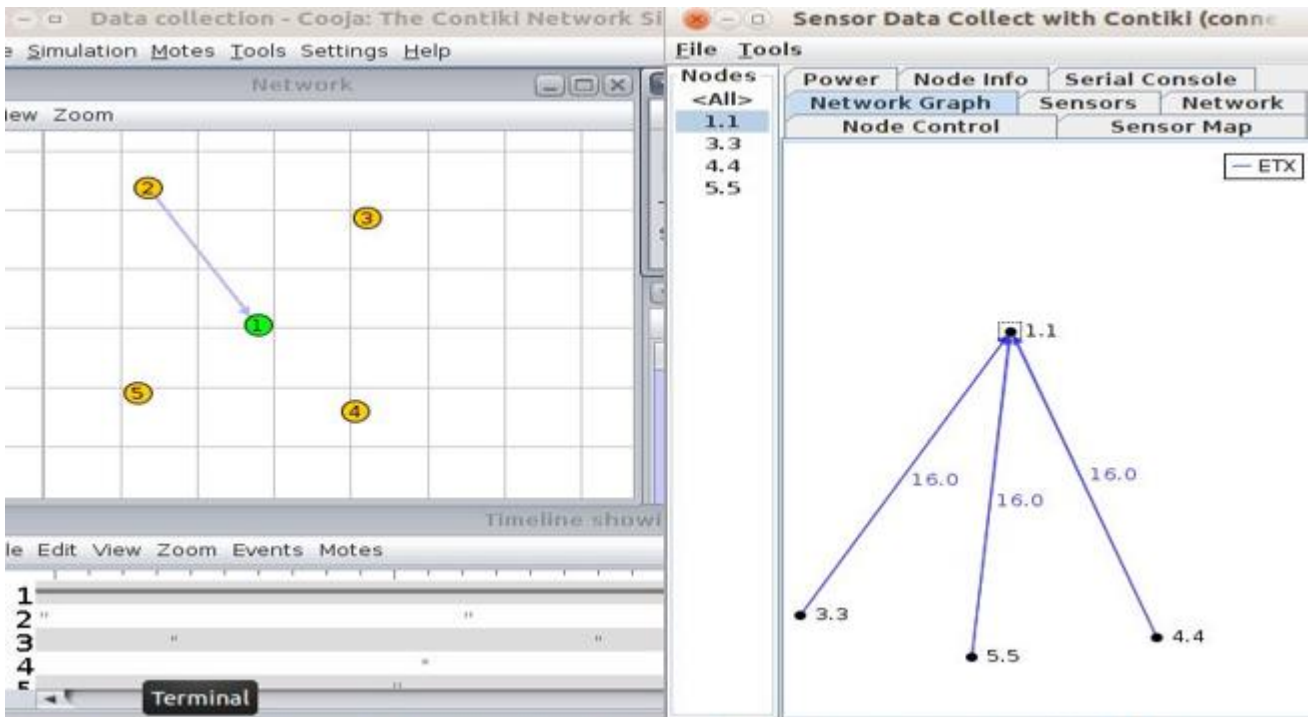 Data collection - Cooja: The Contiki Network Si
e Simulation Motes Tools Settings Help
Network
iew Zoom
2
3
1
5
4
Timeline showi
le Edit View Zoom Events Motes
1
2
3
4
5
Terminal
Sensor Data Collect with Contiki (conne
File Tools
Nodes
<All>
1.1
3.3
4.4
5.5
Power Node Info Serial Console
Network Graph Sensors Network
Node Control Sensor Map
ETX
1.1
16.0
16.0
16.0
3.3
5.5
4.4